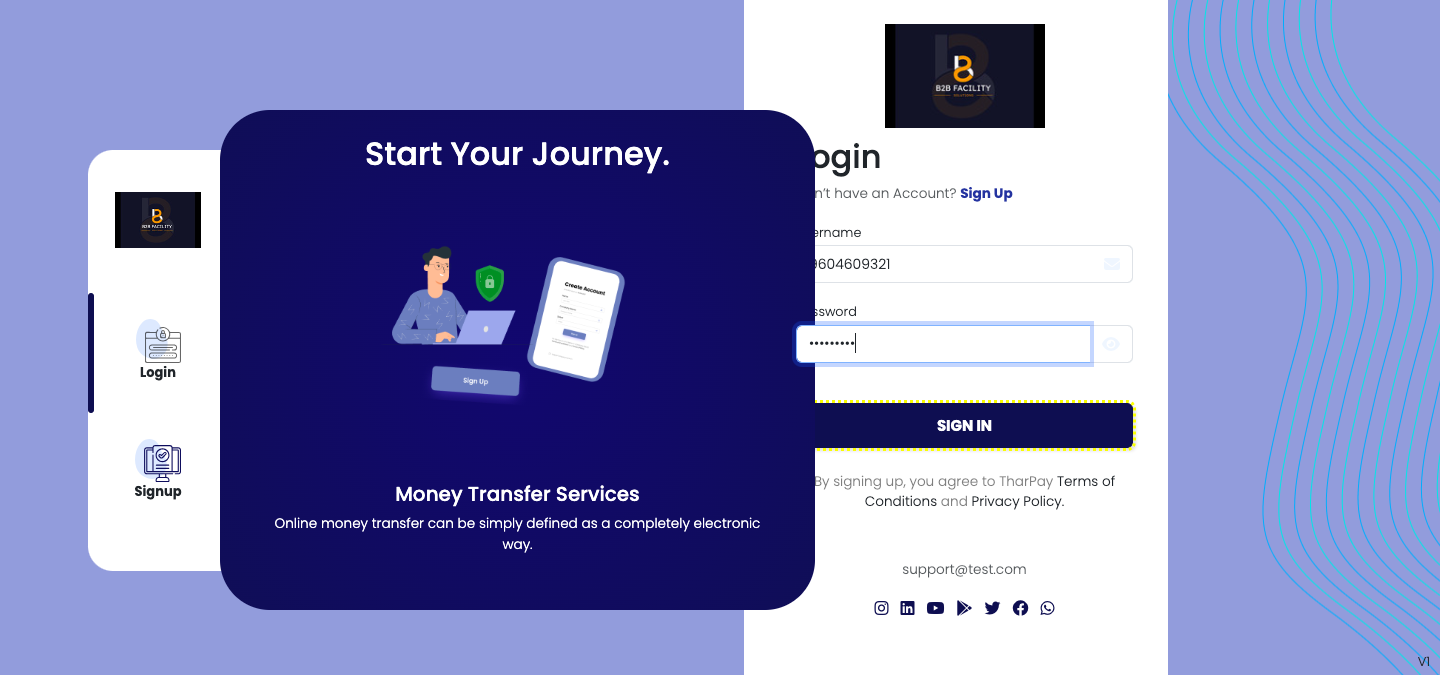 B2B FACILITY
SOLUTIONS
Start Your Journey.
ogin
n't have an Account? Sign Up
B2B FACILITY
ername
9604609321
Create Account
ssword
•••••••••
Login
Sign Up
SIGN IN
By signing up, you agree to TharPay Terms of
Conditions and Privacy Policy.
Signup
Money Transfer Services
Online money transfer can be simply defined as a completely electronic
way.
support@test.com
V1